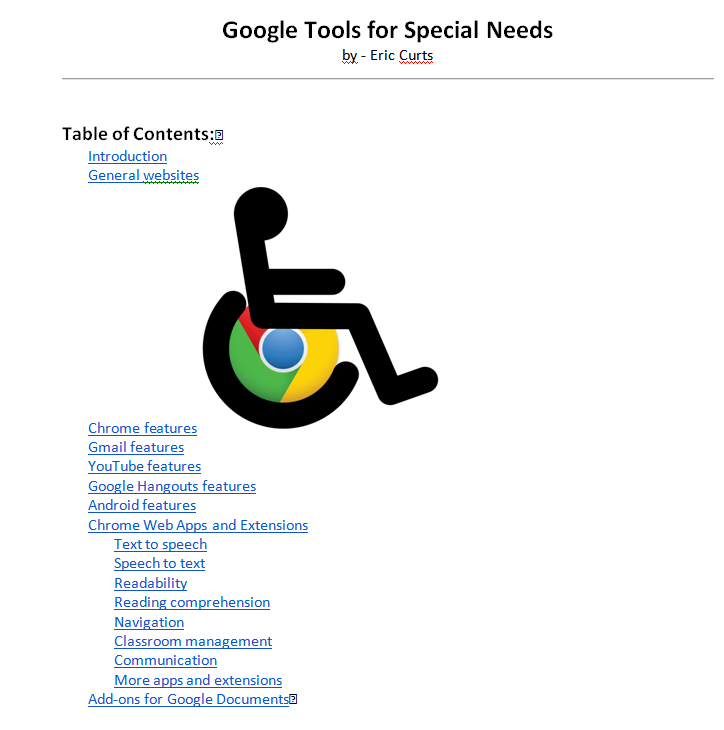 Google Tools for Special Needs
by - Eric Curts
Table of Contents:
Introduction
General websites
Chrome features
Gmail features
YouTube features
Google Hangouts features
Android features
Chrome Web Apps and Extensions
Text to speech
Speech to text
Readability
Reading comprehension
Navigation
Classroom management
Communication
More apps and extensions
Add-ons for Google Documents